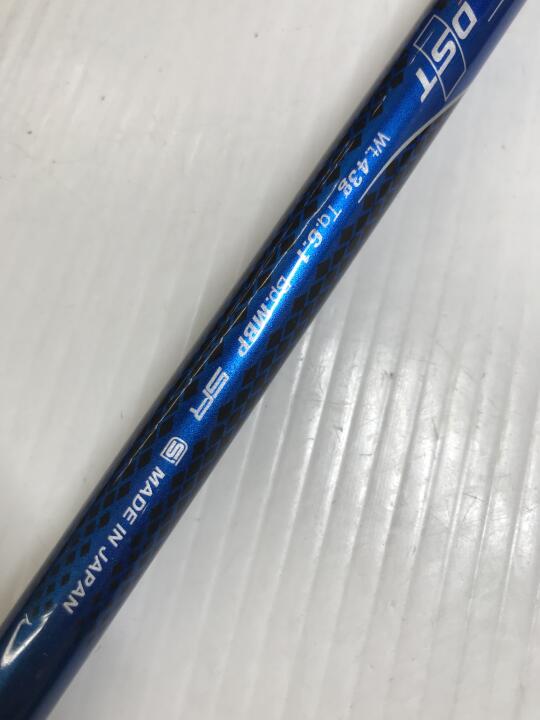 DST
Wt.43g Tq.6.1 Bp.MBP SR
S MADE IN JAPAN